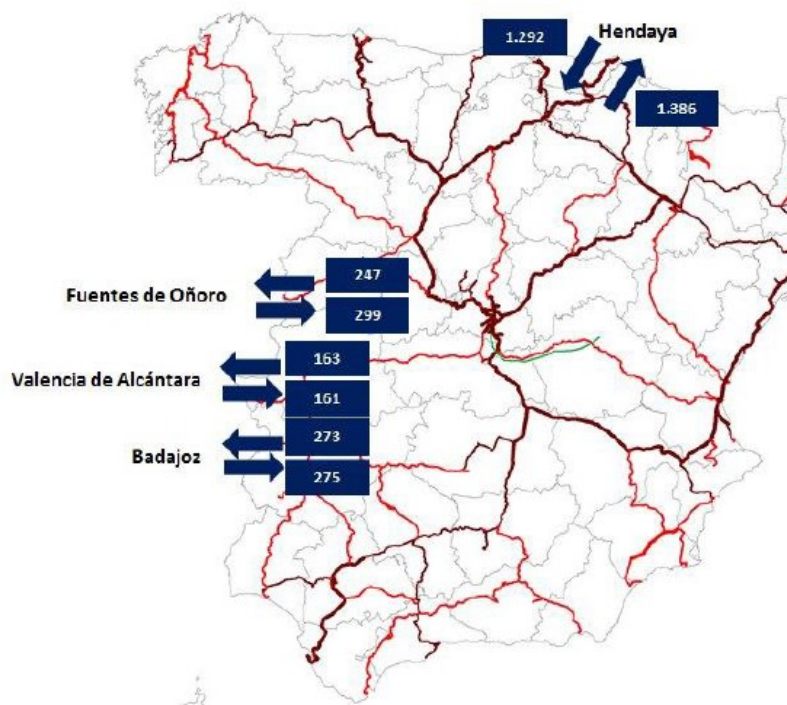 1.292
Hendaya
1.386
247
Fuentes de Oñoro
299
163
Valencia de Alcántara
161
273
Badajoz
275